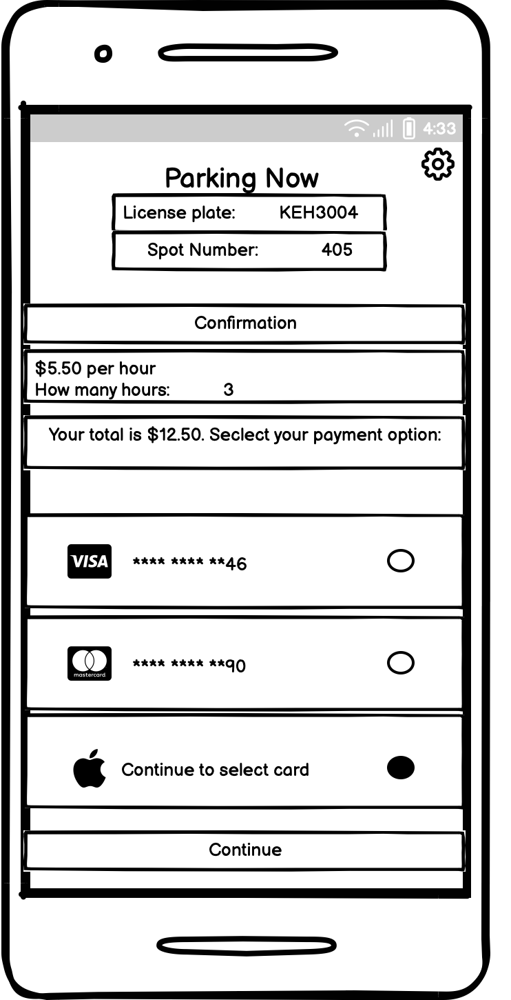 4:33
Parking Now
License plate: KEH3004
Spot Number: 405
Confirmation
$5.50 per hour
How many hours: 3
Your total is $12.50. Seclect your payment option:
VISA **** **** **46
mastercard **** **** **90
Continue to select card
Continue